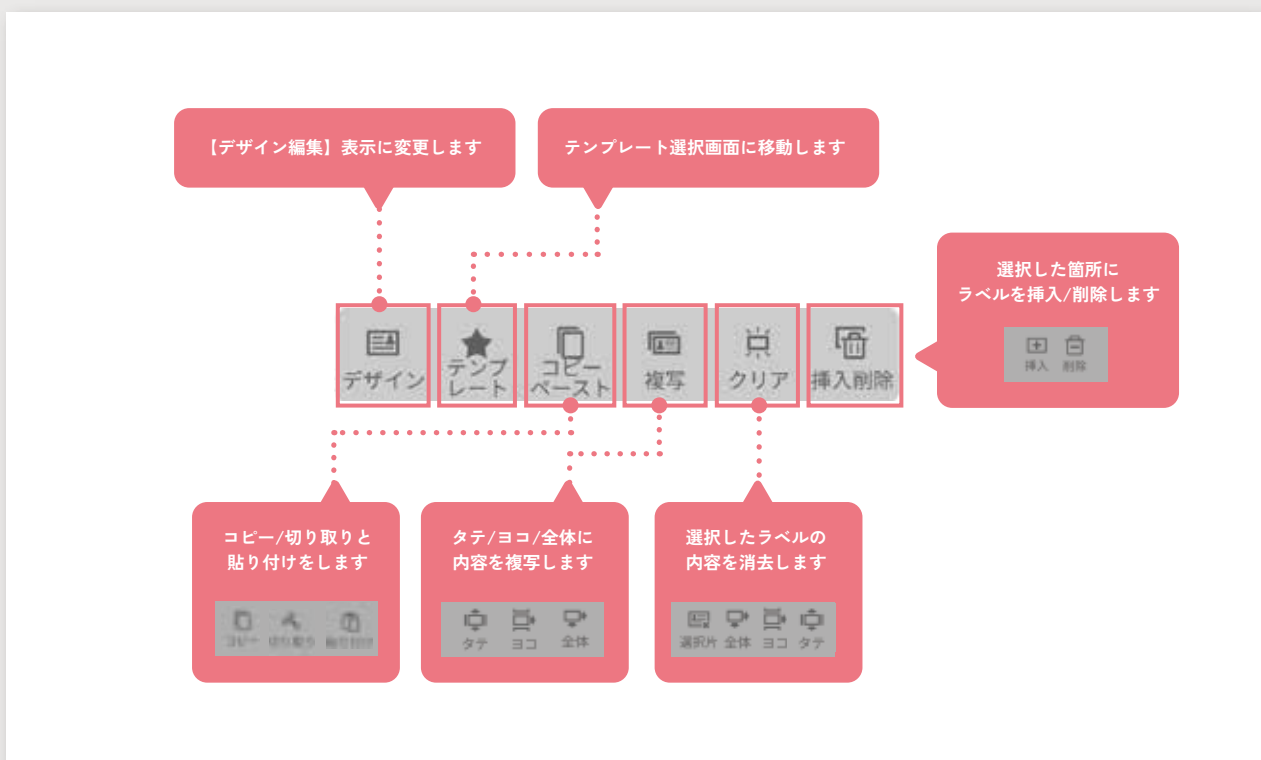 【デザイン編集】表示に変更します
テンプレート選択画面に移動します
選択した箇所に
ラベルを挿入/削除します
挿入 削除
デザイン
テンプ
レート
コピー
ペースト
複写
クリア
挿入削除
コピー/切り取りと
貼り付けをします
コピー 切り取り 貼り付け
タテ/ヨコ/全体に
内容を複写します
タテ ヨコ 全体
選択したラベルの
内容を消去します
選択片 全体 ヨコ タテ